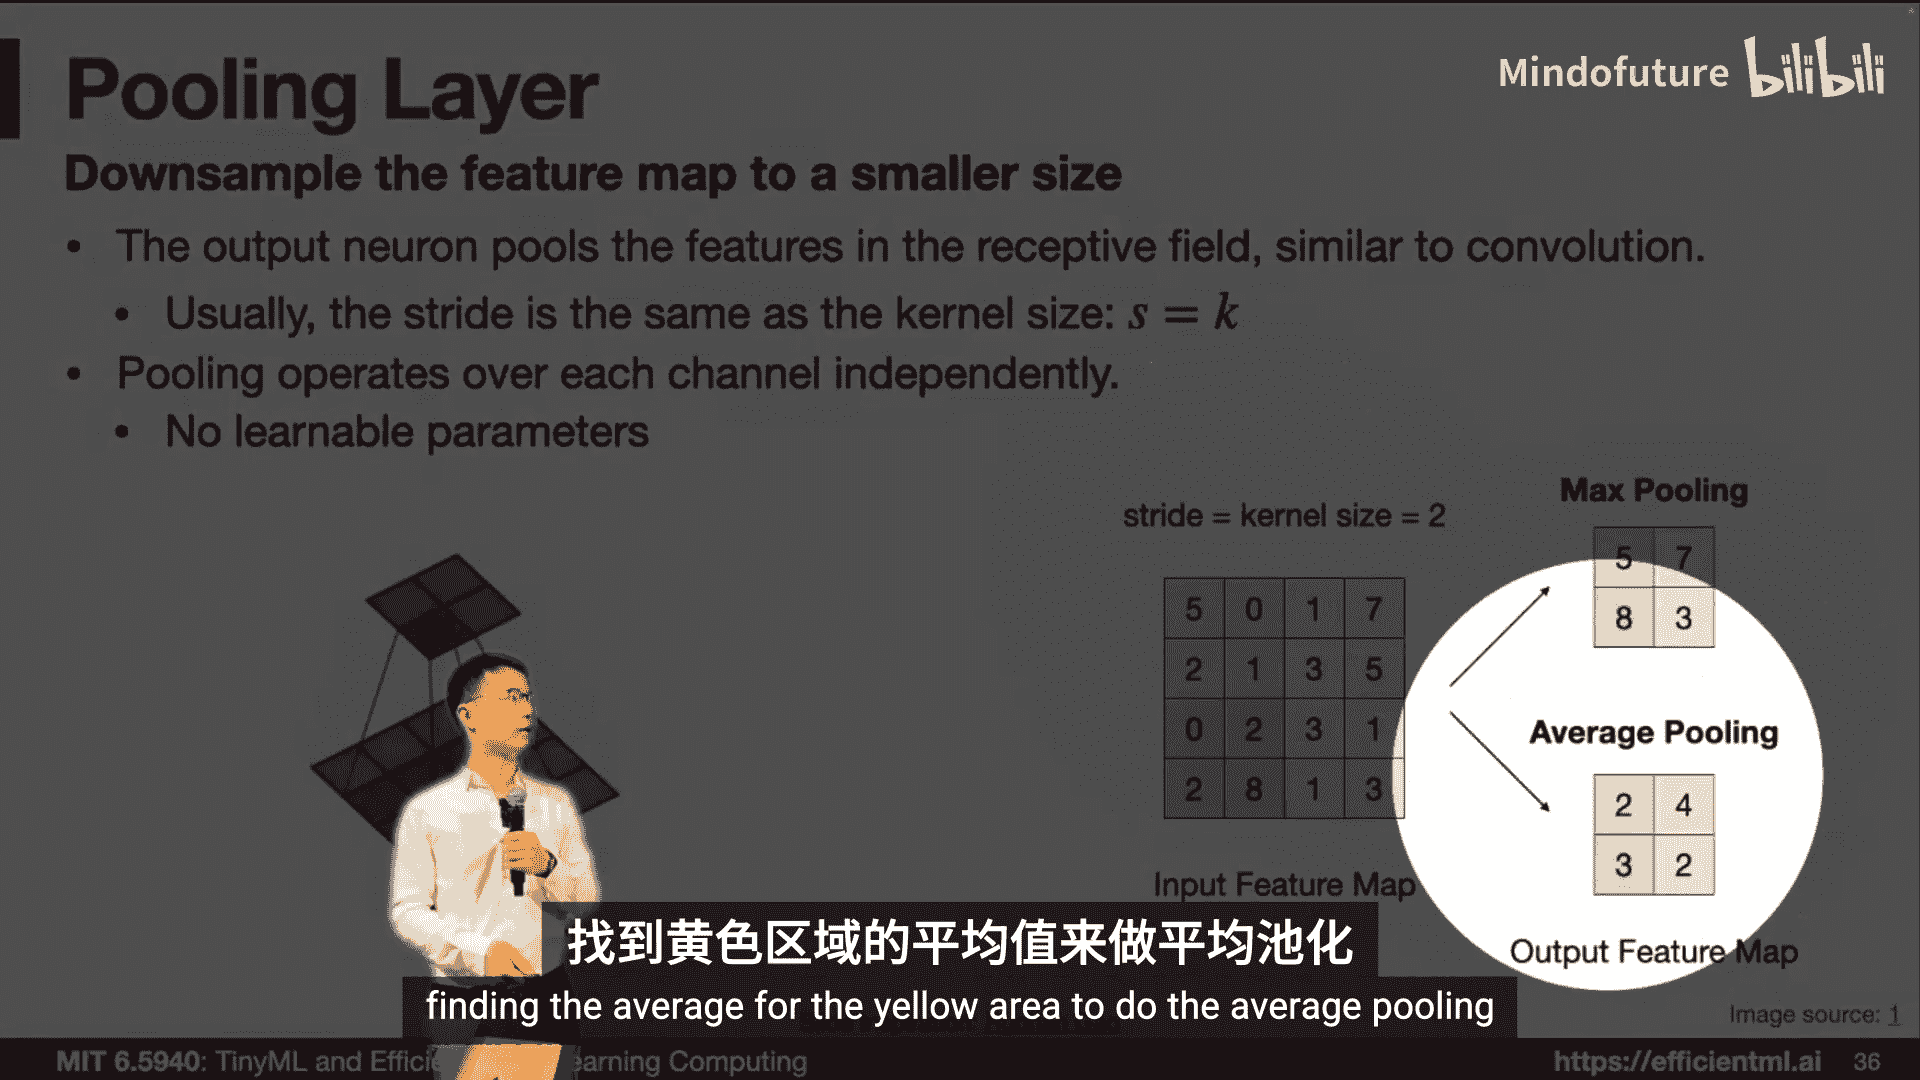 Mindofuture bilibili
Pooling Layer
Downsample the feature map to a smaller size
• The output neuron pools the features in the receptive field, similar to convolution.
• Usually, the stride is the same as the kernel size: s = k
• Pooling operates over each channel independently.
• No learnable parameters
stride = kernel size = 2
5 0 1 7
2 1 3 5
0 2 3 1
2 8 1 3
Input Feature Map
Max Pooling
5 7
8 3
Average Pooling
2 4
3 2
Output Feature Map
找到黄色区域的平均值来做平均池化
finding the average for the yellow area to do the average pooling
Image source: 1
MIT 6.5940: TinyML and Computing
https://efficientml.ai 36